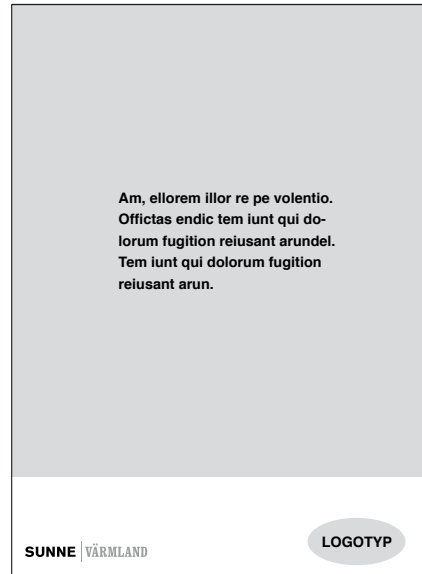 Am, ellorem illor re pe volentio.
Offictas endic tem iunt qui do-
lorum fugition reiusant arundel.
Tem iunt qui dolorum fugition
reiusant arun.
SUNNE VÄRMLAND
LOGOTYP